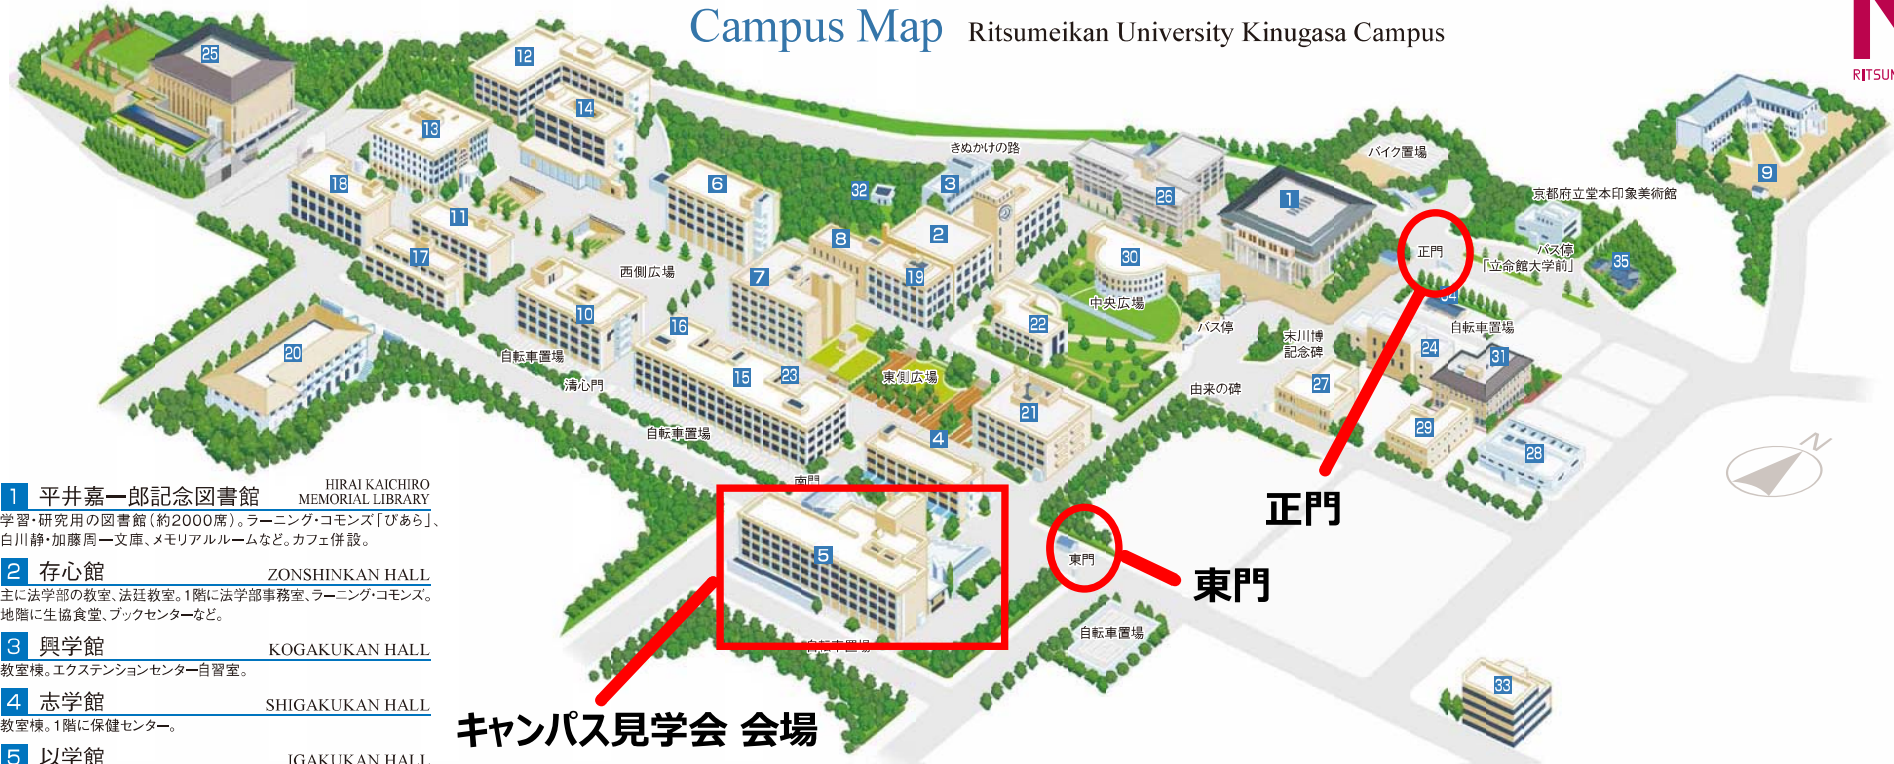 Campus Map Ritsumeikan University Kinugasa Campus
25
12
14
13
きぬかけの路
バイク置場
18
6
32
3
26
1
9
京都府立堂本印象美術館
11
8
2
30
正門
バス停
「立命館大学前」
35
17
西側広場
7
19
中央広場
34
10
16
22
バス停
末川博
記念碑
自転車置場
20
自転車置場
清心門
15
23
東側広場
24
31
由来の碑
27
21
自転車置場
4
29
28
南門
N
5
東門
正門
東門
自転車置場
自転車置場
33
キャンパス見学会 会場
1 平井嘉一郎記念図書館 HIRAI KAICHIRO
MEMORIAL LIBRARY
学習・研究用の図書館（約2000席）。ラーニング・コモンズ「ぴあら」、
白川静・加藤周一文庫、メモリアルルームなど。カフェ併設。
2 存心館 ZONSHINKAN HALL
主に法学部の教室、法廷教室。1階に法学部事務室、ラーニング・コモンズ。
地階に生協食堂、ブックセンターなど。
3 興学館 KOGAKUKAN HALL
教室棟。エクステンションセンター自習室。
4 志学館 SHIGAKUKAN HALL
教室棟。1階に保健センター。
5 以学館 IGAKUKAN HALL